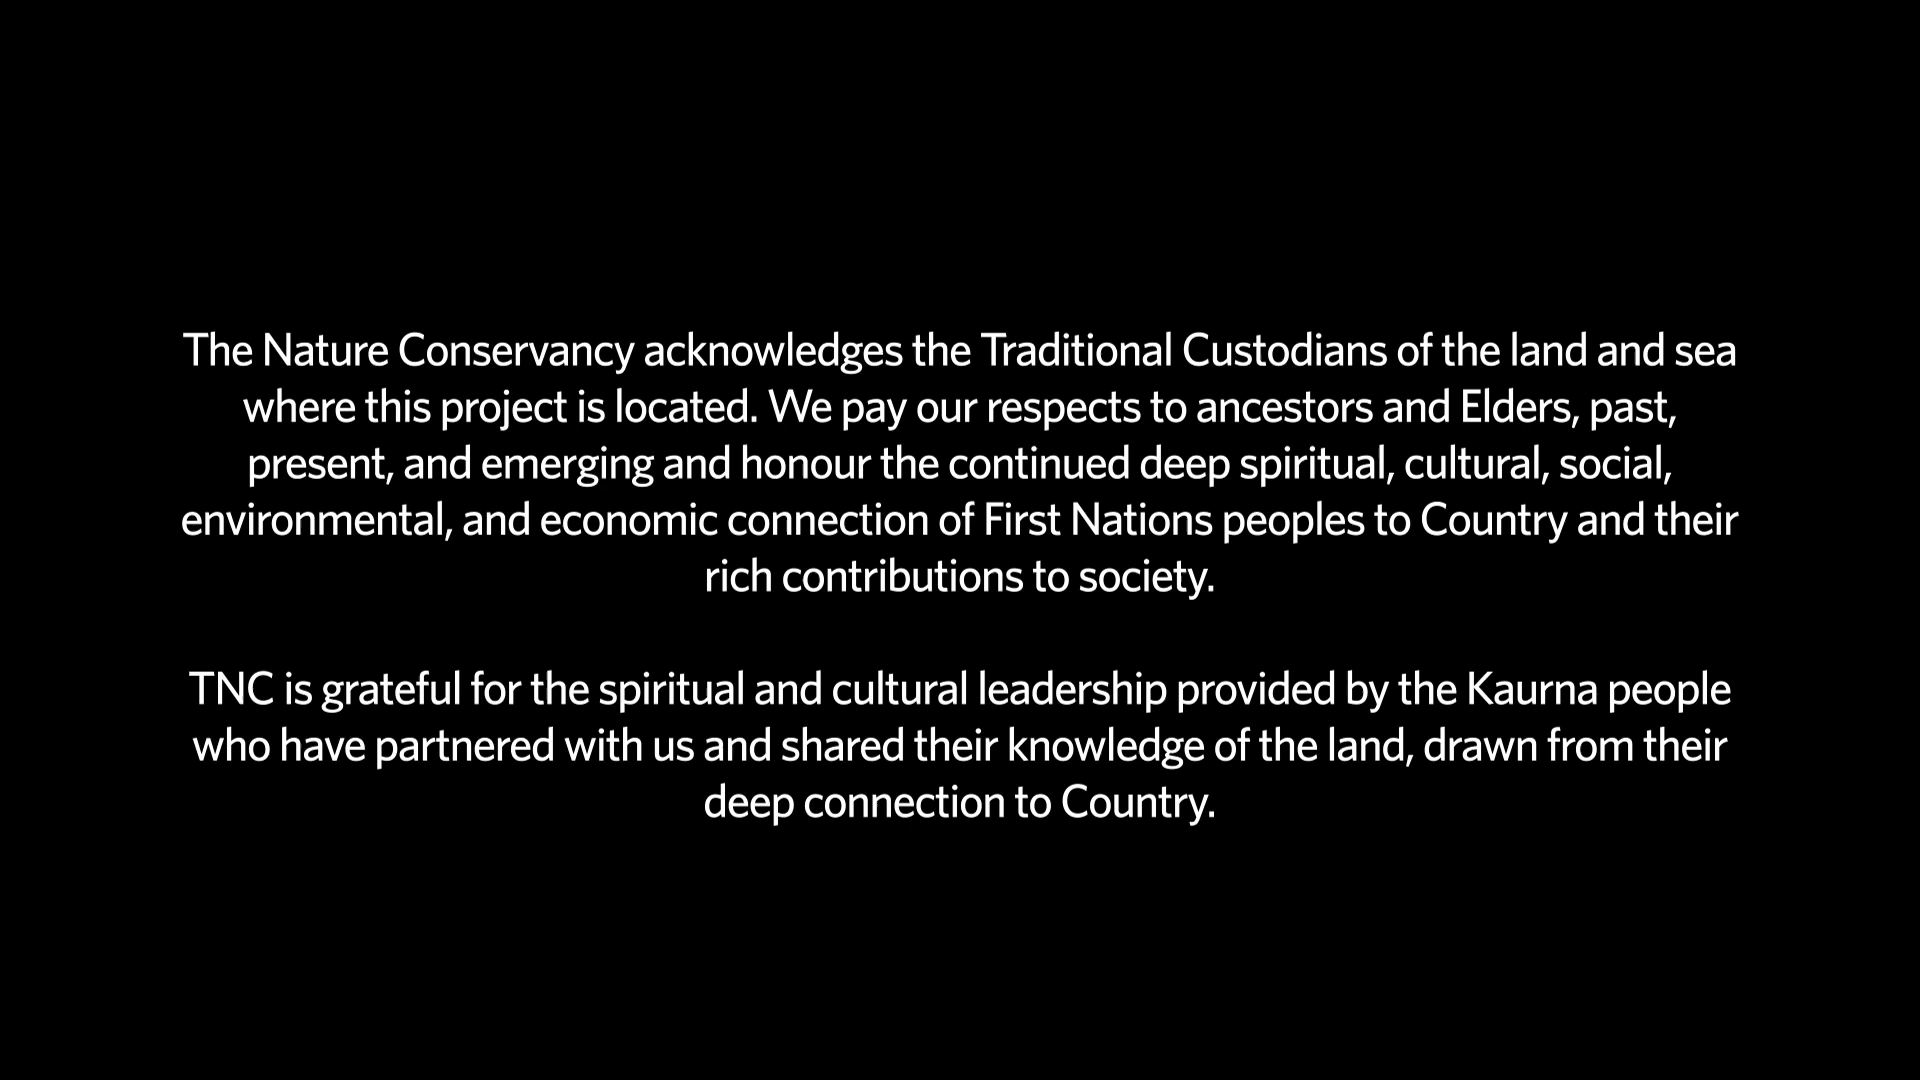 The Nature Conservancy acknowledges the Traditional Custodians of the land and sea
where this project is located. We pay our respects to ancestors and Elders, past,
present, and emerging and honour the continued deep spiritual, cultural, social,
environmental, and economic connection of First Nations peoples to Country and their
rich contributions to society.
TNC is grateful for the spiritual and cultural leadership provided by the Kaurna people
who have partnered with us and shared their knowledge of the land, drawn from their
deep connection to Country.